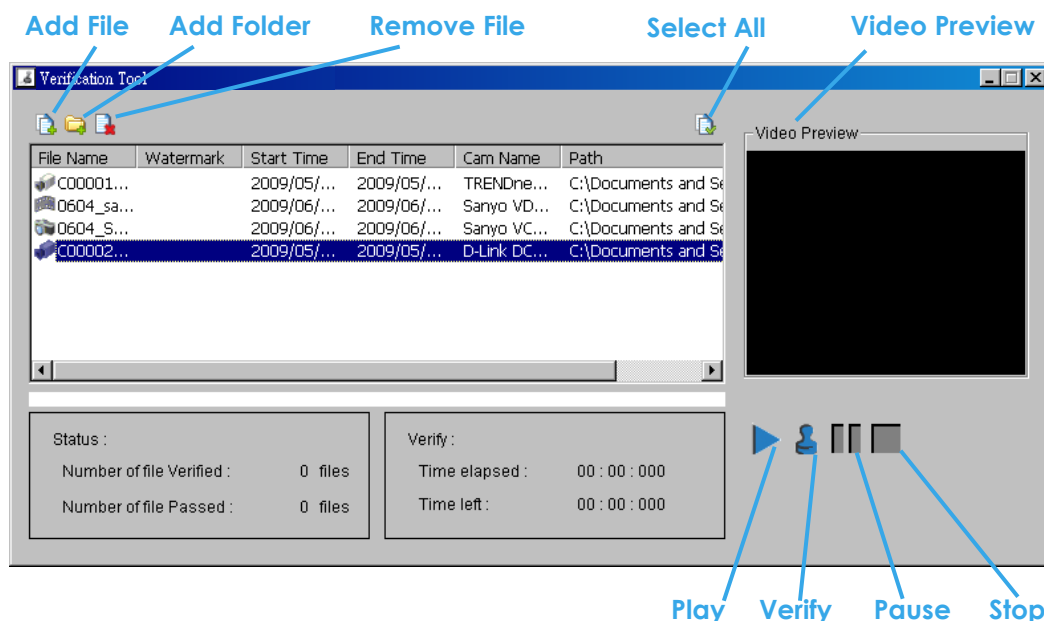 Add File Add Folder Remove File Select All Video Preview
Verification Tool
File Name Watermark Start Time End Time Cam Name Path
C00001... 2009/05/... 2009/05/... TRENDne... C:\Documents and Se
0604_sa... 2009/06/... 2009/06/... Sanyo VD... C:\Documents and Se
0604_S... 2009/06/... 2009/06/... Sanyo VC... C:\Documents and Se
C00002... 2009/05/... 2009/05/... D-Link DC... C:\Documents and Se
Video Preview
Status :
Number of file Verified : 0 files
Number of file Passed : 0 files
Verify :
Time elapsed : 00 : 00 : 000
Time left : 00 : 00 : 000
Play Verify Pause Stop